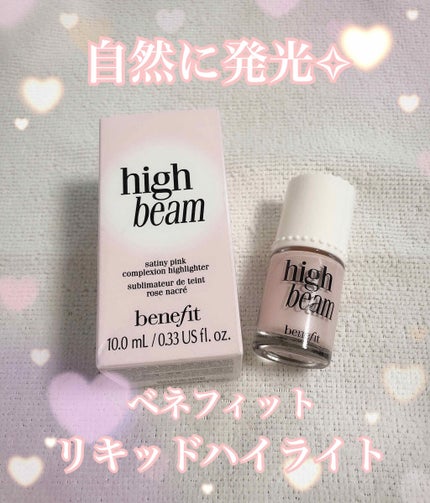 自然に発光✧
high
beam
satiny pink
complexion highlighter
sublimateur de teint
rose nacré
benefit
10.0 mL / 0.33 US fl. oz.
high
beam
benefit
ベネフィット
リキッドハイライト